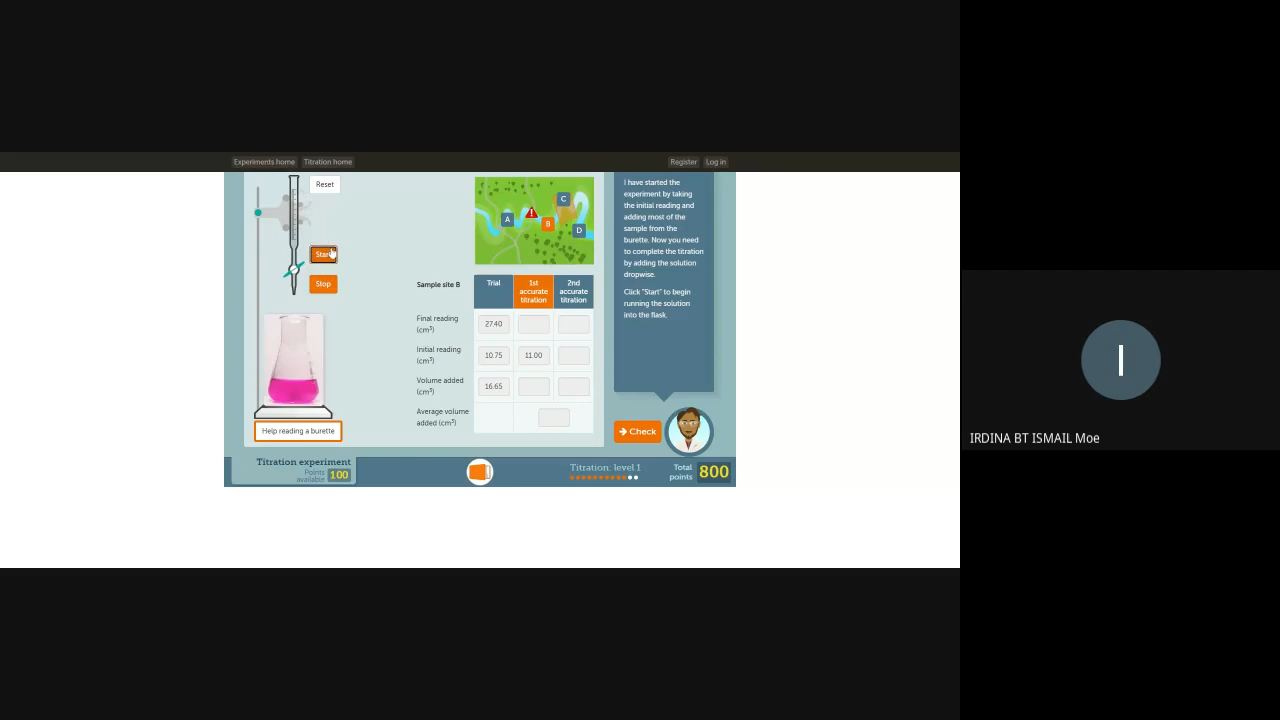 Experiments home
Titration home
Register
Log in
Reset
Start
Stop
Help reading a burette
A
B
C
D
Sample site B
Trial
1st accurate titration
2nd accurate titration
Final reading (cm³)
27.40
Initial reading (cm³)
10.75
11.00
Volume added (cm³)
16.65
Average volume added (cm³)
I have started the
experiment by taking
the initial reading and
adding most of the
sample from the
burette. Now you need
to complete the titration
by adding the solution
dropwise.
Click "Start" to begin
running the solution
into the flask.
Check
Titration experiment
Points available 100
Titration: level 1
Total points 800
I
IRDINA BT ISMAIL Moe